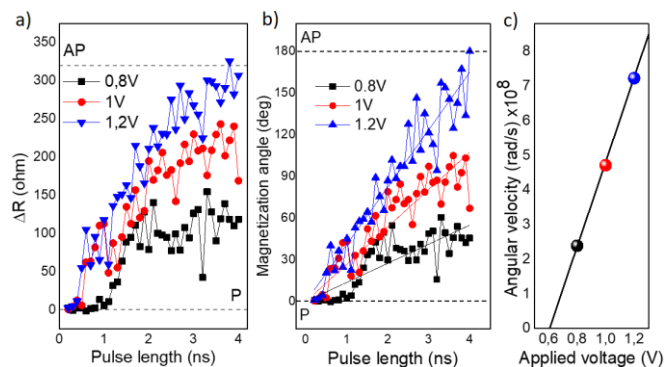 a)
AP
0,8V
1V
1,2V
P
ΔR (ohm)
350
300
250
200
150
100
50
0
0 1 2 3 4
Pulse length (ns)
b)
AP
0.8V
1V
1.2V
P
Magnetization angle (deg)
180
150
120
90
60
30
0
0 1 2 3 4
Pulse length (ns)
c)
Angular velocity (rad/s) x10⁸
8
7
6
5
4
3
2
0,6 0,8 1,0 1,2
Applied voltage (V)